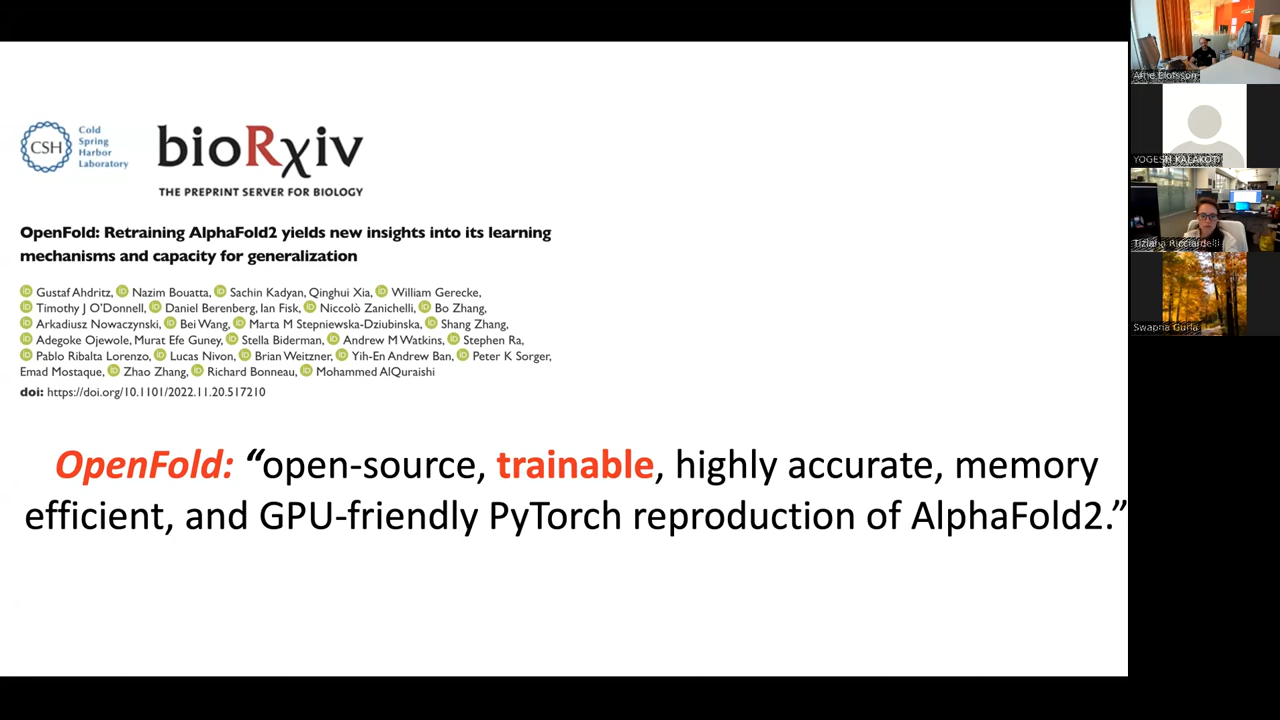 CSH
Cold
Spring
Harbor
Laboratory
bioRχiv
THE PREPRINT SERVER FOR BIOLOGY
OpenFold: Retraining AlphaFold2 yields new insights into its learning
mechanisms and capacity for generalization
Gustaf Ahdritz, Nazim Bouatta, Sachin Kadyan, Qinghui Xia, William Gerecke,
Timothy J O'Donnell, Daniel Berenberg, Ian Fisk, Niccolò Zanichelli, Bo Zhang,
Arkadiusz Nowaczynski, Bei Wang, Marta M Stepniewska-Dziubinska, Shang Zhang,
Adegoke Ojewole, Murat Efe Guney, Stella Biderman, Andrew M Watkins, Stephen Ra,
Pablo Ribalta Lorenzo, Lucas Nivon, Brian Weitzner, Yih-En Andrew Ban, Peter K Sorger,
Emad Mostaque, Zhao Zhang, Richard Bonneau, Mohammed AlQuraishi
doi: https://doi.org/10.1101/2022.11.20.517210
OpenFold: “open-source, trainable, highly accurate, memory
efficient, and GPU-friendly PyTorch reproduction of AlphaFold2.”
Arne Elofsson
YOGESH KALAKOTI
Tiziana Ricciardelli
Swapna Gurla